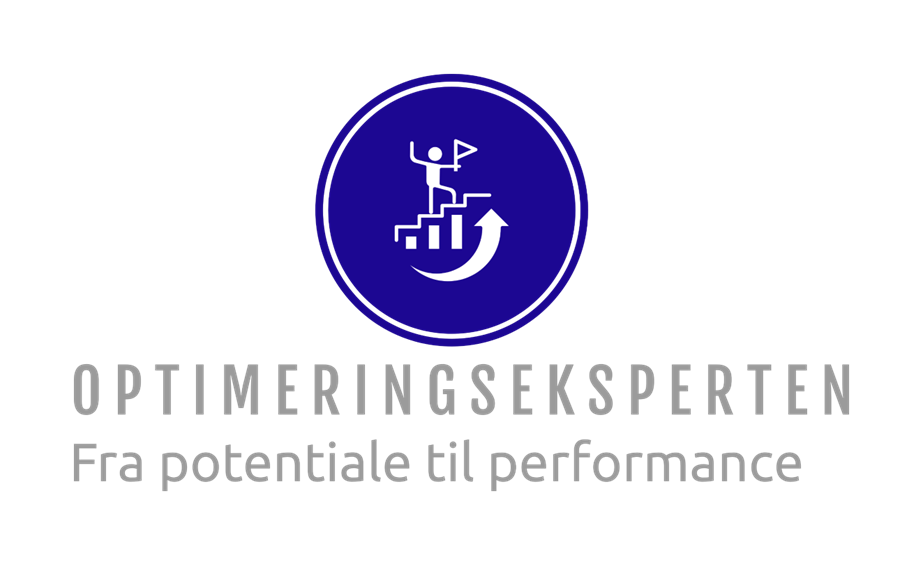 OPTIMERINGSEKSPERTEN
Fra potentiale til performance